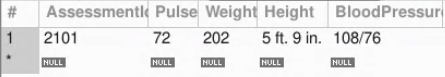 # AssessmentId Pulse Weight Height BloodPressure
1 2101 72 202 5 ft. 9 in. 108/76
* NULL NULL NULL NULL NULL